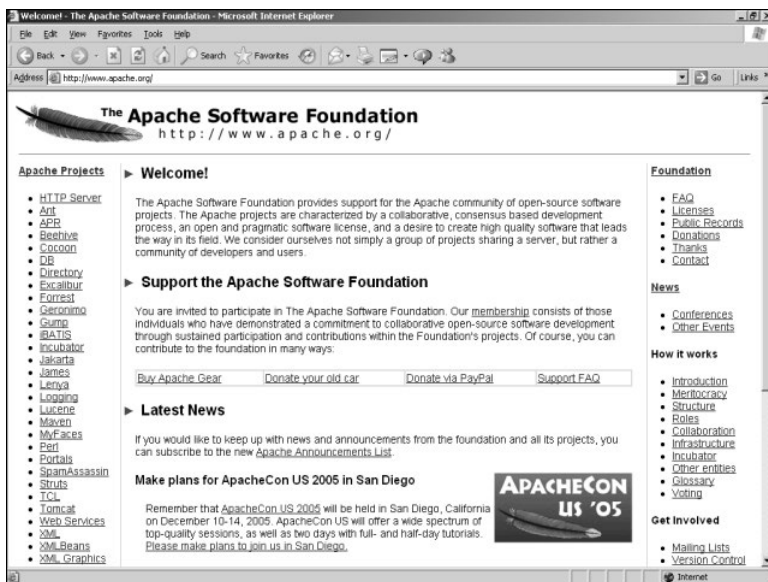 Welcome! - The Apache Software Foundation - Microsoft Internet Explorer
File Edit View Favorites Tools Help
Back Search Favorites
Address http://www.apache.org/ Go Links
The Apache Software Foundation
http://www.apache.org/
Apache Projects
HTTP Server
Ant
APR
Beehive
Cocoon
DB
Directory
Excalibur
Forrest
Geronimo
Gump
iBATIS
Incubator
Jakarta
James
Lenya
Logging
Lucene
Maven
MyFaces
Perl
Portals
SpamAssassin
Struts
TCL
Tomcat
Web Services
XML
XMLBeans
XML Graphics
Welcome!
The Apache Software Foundation provides support for the Apache community of open-source software
projects. The Apache projects are characterized by a collaborative, consensus based development
process, an open and pragmatic software license, and a desire to create high quality software that leads
the way in its field. We consider ourselves not simply a group of projects sharing a server, but rather a
community of developers and users.
Support the Apache Software Foundation
You are invited to participate in The Apache Software Foundation. Our membership consists of those
individuals who have demonstrated a commitment to collaborative open-source software development
through sustained participation and contributions within the Foundation's projects. Of course, you can
contribute to the foundation in many ways:
Buy Apache Gear Donate your old car Donate via PayPal Support FAQ
Latest News
If you would like to keep up with news and announcements from the foundation and all its projects, you
can subscribe to the new Apache Announcements List.
Make plans for ApacheCon US 2005 in San Diego
Remember that ApacheCon US 2005 will be held in San Diego, California
on December 10-14, 2005. ApacheCon US will offer a wide spectrum of
top-quality sessions, as well as two days with full- and half-day tutorials.
Please make plans to join us in San Diego.
APACHECON
US '05
Foundation
FAQ
Licenses
Public Records
Donations
Thanks
Contact
News
Conferences
Other Events
How it works
Introduction
Meritocracy
Structure
Roles
Collaboration
Infrastructure
Incubator
Other entities
Glossary
Voting
Get Involved
Mailing Lists
Version Control
Internet